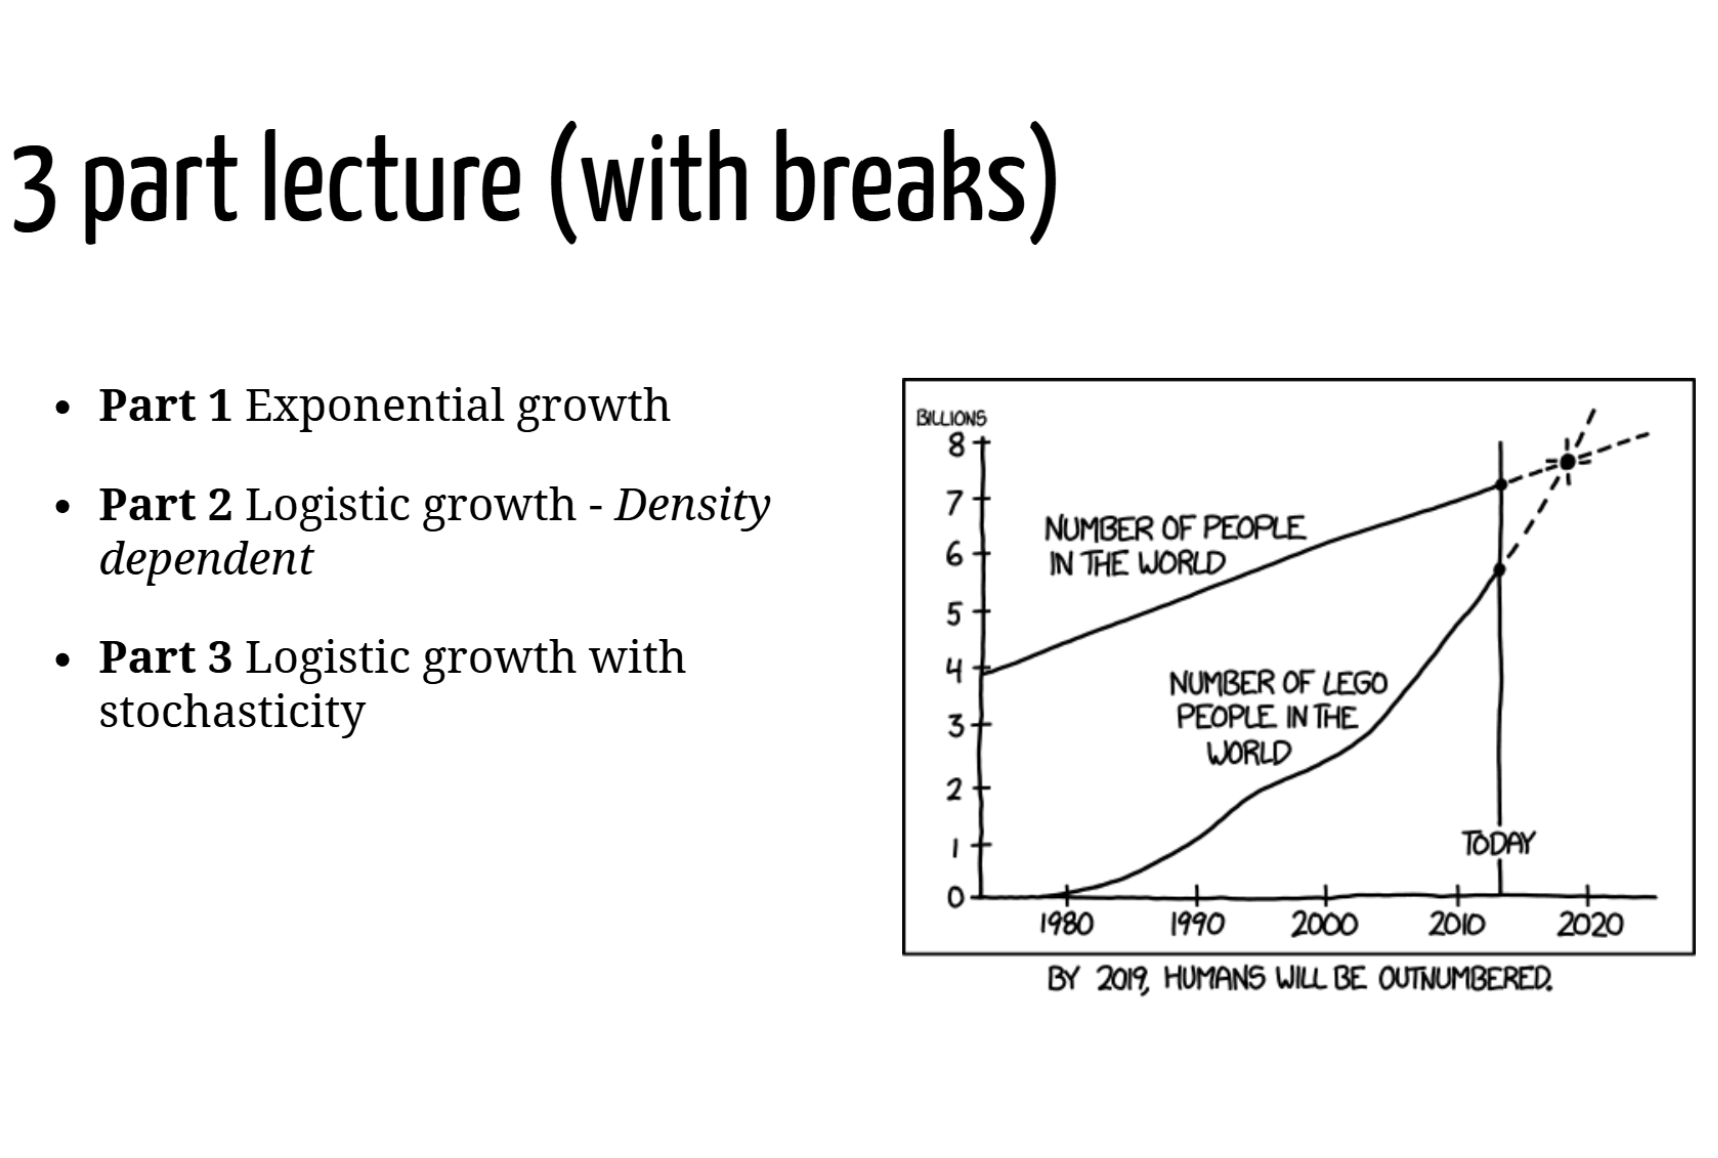 3 part lecture (with breaks)
• Part 1 Exponential growth
• Part 2 Logistic growth - Density
dependent
• Part 3 Logistic growth with
stochasticity
BILLIONS
8
7
6
5
4
3
2
1
0
NUMBER OF PEOPLE
IN THE WORLD
NUMBER OF LEGO
PEOPLE IN THE
WORLD
TODAY
1980 1990 2000 2010 2020
BY 2019, HUMANS WILL BE OUTNUMBERED.